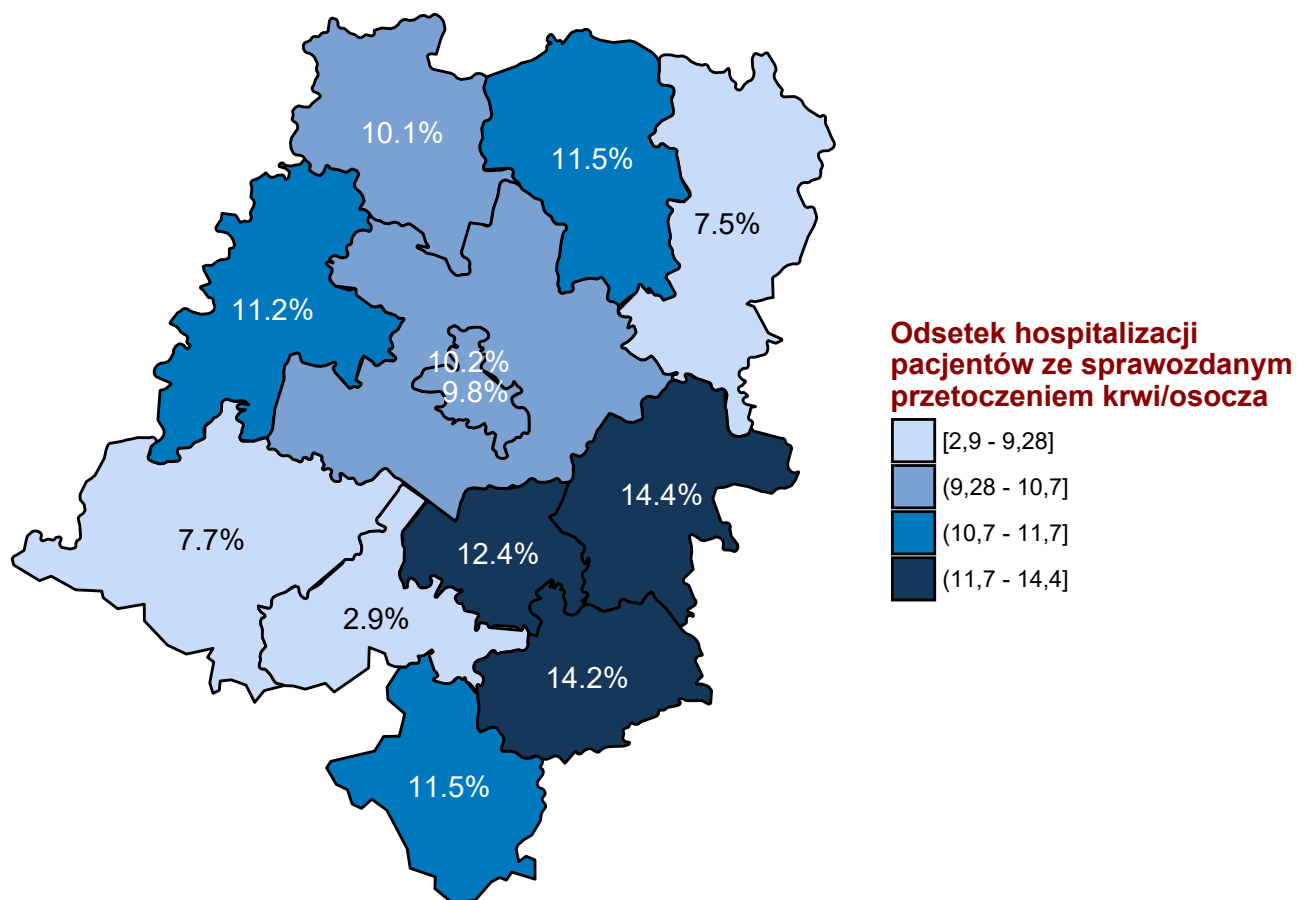 10.1%
11.5%
7.5%
11.2%
10.2%
9.8%
14.4%
7.7%
12.4%
2.9%
14.2%
11.5%
Odsetek hospitalizacji
pacjentów ze sprawozdanym
przetoczeniem krwi/osocza
[2,9 - 9,28]
(9,28 - 10,7]
(10,7 - 11,7]
(11,7 - 14,4]